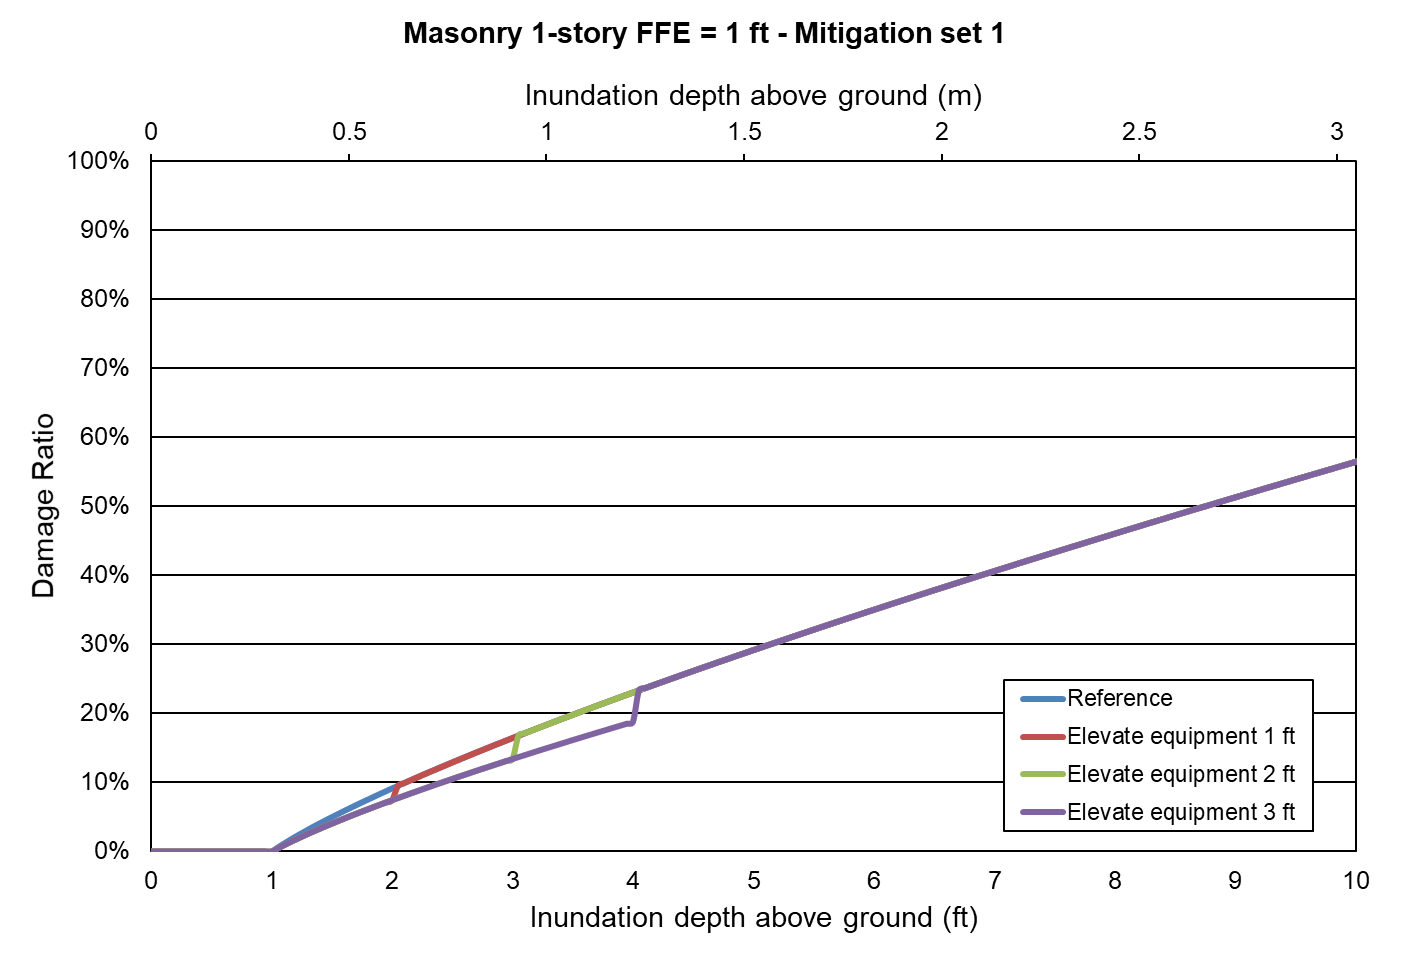 Masonry 1-story FFE = 1 ft - Mitigation set 1
Inundation depth above ground (m)
0 0.5 1 1.5 2 2.5 3
100%
90%
80%
70%
60%
50%
40%
30%
20%
10%
0%
Damage Ratio
Reference
Elevate equipment 1 ft
Elevate equipment 2 ft
Elevate equipment 3 ft
0 1 2 3 4 5 6 7 8 9 10
Inundation depth above ground (ft)